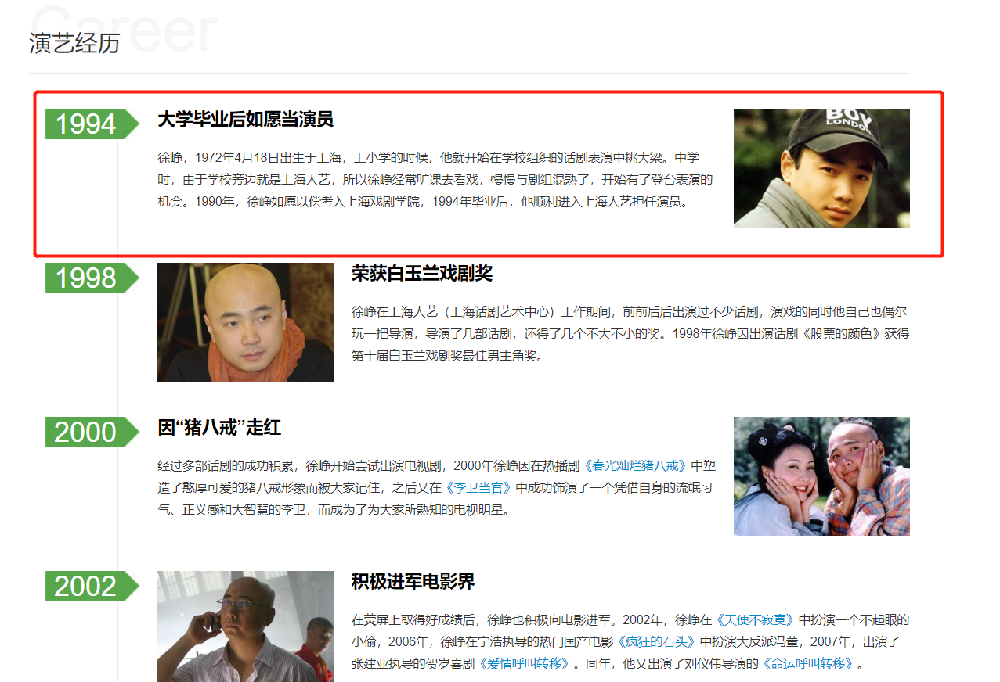 Career
演艺经历
1994
大学毕业后如愿当演员
徐峥，1972年4月18日出生于上海，上小学的时候，他就开始在学校组织的话剧表演中挑大梁。中学
时，由于学校旁边就是上海人艺，所以徐峥经常旷课去看戏，慢慢与剧组混熟了，开始有了登台表演的
机会。1990年，徐峥如愿以偿考入上海戏剧学院，1994年毕业后，他顺利进入上海人艺担任演员。
BOY
LONDON
1998
荣获白玉兰戏剧奖
徐峥在上海人艺（上海话剧艺术中心）工作期间，前前后后出演过不少话剧，演戏的同时他自己也偶尔
玩一把导演，导演了几部话剧，还得了几个不大不小的奖。1998年徐峥因出演话剧《股票的颜色》获得
第十届白玉兰戏剧奖最佳男主角奖。
2000
因“猪八戒”走红
经过多部话剧的成功积累，徐峥开始尝试出演电视剧，2000年徐峥因在热播剧《春光灿烂猪八戒》中塑
造了憨厚可爱的猪八戒形象而被大家记住，之后又在《李卫当官》中成功饰演了一个凭借自身的流氓习
气、正义感和大智慧的李卫，而成为了为大家所熟知的电视明星。
2002
积极进军电影界
在荧屏上取得好成绩后，徐峥也积极向电影进军。2002年，徐峥在《天使不寂寞》中扮演一个不起眼的
小偷，2006年，徐峥在宁浩执导的热门国产电影《疯狂的石头》中扮演大反派冯董，2007年，出演了
张建亚执导的贺岁喜剧《爱情呼叫转移》。同年，他又出演了刘仪伟导演的《命运呼叫转移》。